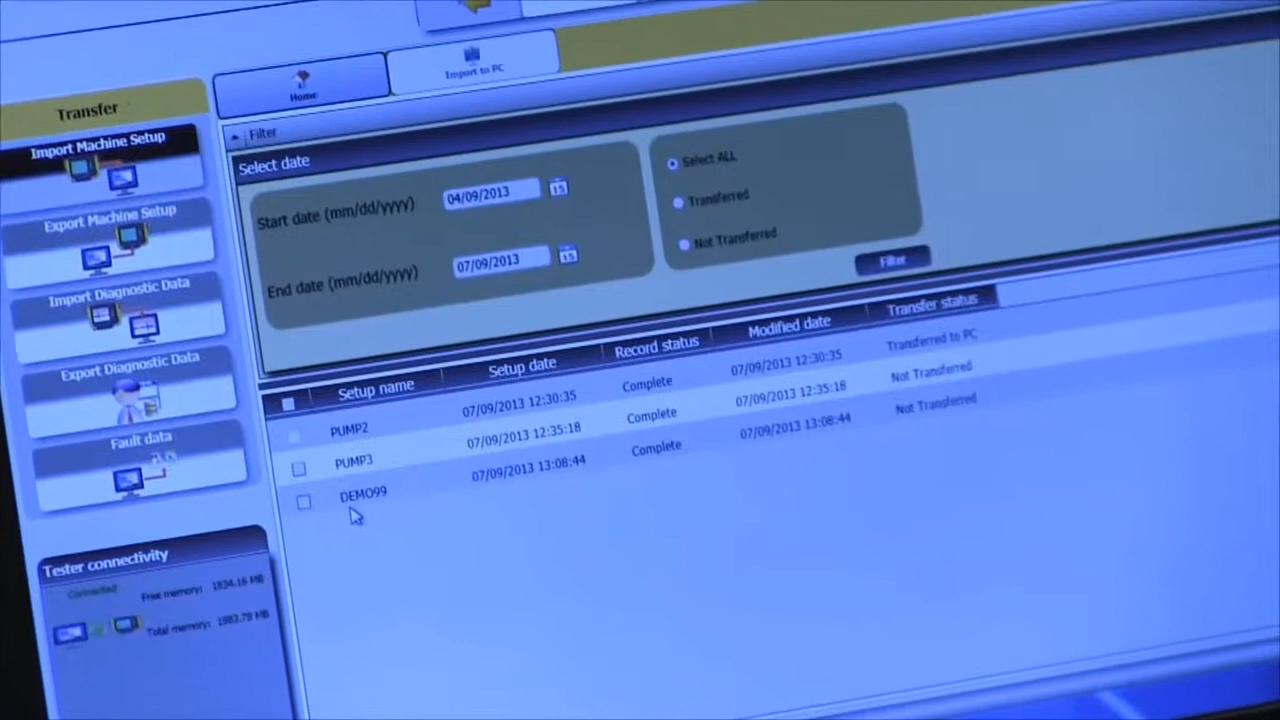 Home
Import to PC
Transfer
Import Machine Setup
Export Machine Setup
Import Diagnostic Data
Export Diagnostic Data
Fault data
Filter
Select date
Start date (mm/dd/yyyy) 04/09/2013 15
End date (mm/dd/yyyy) 07/09/2013 15
Select ALL
Transferred
Not Transferred
Filter
Setup name Setup date Record status Modified date Transfer status
PUMP2 07/09/2013 12:30:35 Complete 07/09/2013 12:30:35 Transferred to PC
PUMP3 07/09/2013 12:35:18 Complete 07/09/2013 12:35:18 Not Transferred
DEMO99 07/09/2013 13:08:44 Complete 07/09/2013 13:08:44 Not Transferred
Tester connectivity
Connected
Free memory: 1834.16 MB
Total memory: 1883.79 MB